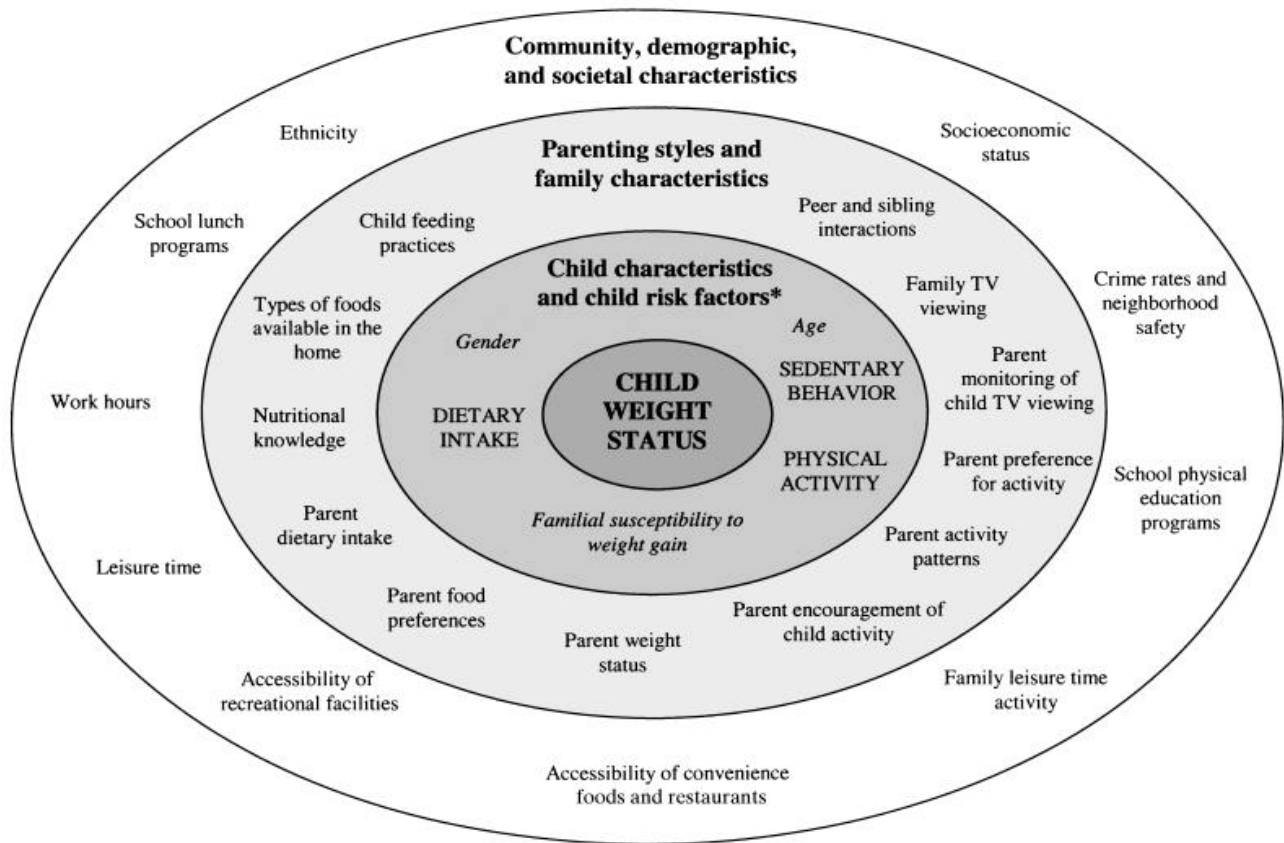 Community, demographic,
and societal characteristics
Ethnicity
Socioeconomic
status
Parenting styles and
family characteristics
School lunch
programs
Child feeding
practices
Peer and sibling
interactions
Child characteristics
and child risk factors*
Family TV
viewing
Crime rates and
neighborhood
safety
Types of foods
available in the
home
Gender
Age
Parent
monitoring of
child TV viewing
Work hours
Nutritional
knowledge
DIETARY
INTAKE
CHILD
WEIGHT
STATUS
SEDENTARY
BEHAVIOR
PHYSICAL
ACTIVITY
Parent preference
for activity
School physical
education
programs
Parent
dietary intake
Familial susceptibility to
weight gain
Parent activity
patterns
Leisure time
Parent food
preferences
Parent weight
status
Parent encouragement of
child activity
Accessibility of
recreational facilities
Family leisure time
activity
Accessibility of convenience
foods and restaurants